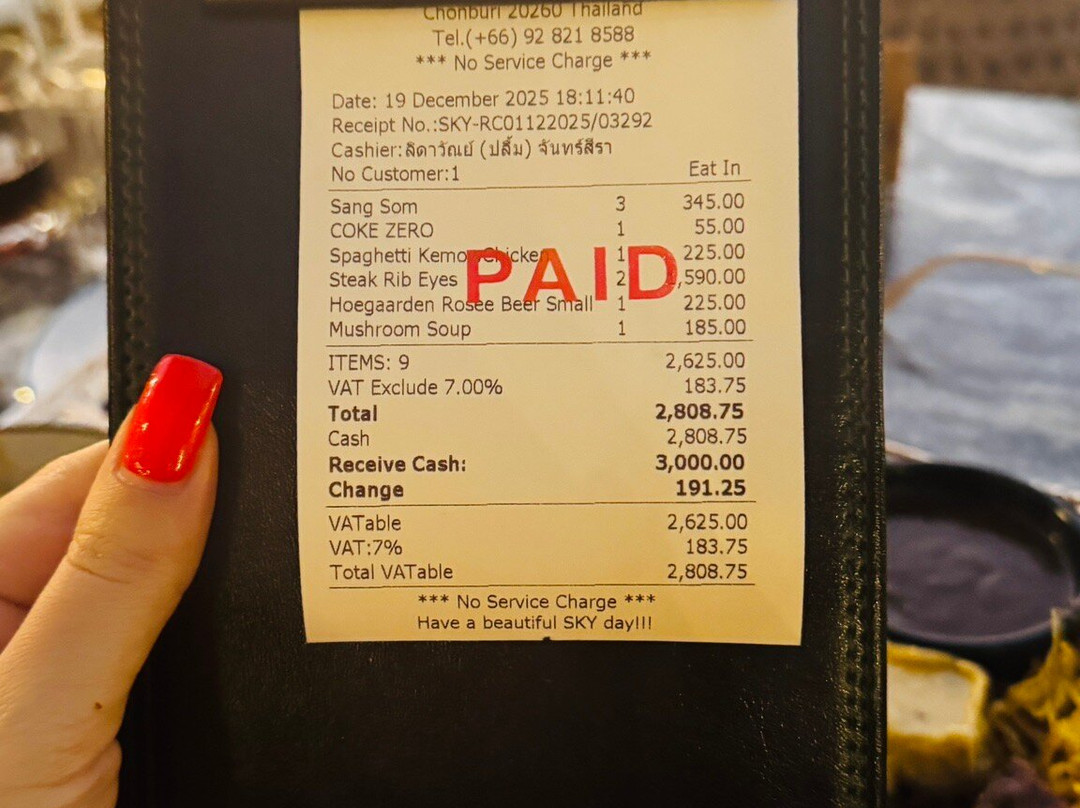 Chonburi 20260 Thailand
Tel.(+66) 92 821 8588
*** No Service Charge ***
Date: 19 December 2025 18:11:40
Receipt No.:SKY-RC01122025/03292
Cashier:ลิดาวัณย์ (ปลิ้ม) จันทร์สีรา
No Customer:1 Eat In
Sang Som 3 345.00
COKE ZERO 1 55.00
Spaghetti Kemo Chicken 1 225.00
Steak Rib Eyes 2 ,590.00
PAID
Hoegaarden Rosee Beer Small 1 225.00
Mushroom Soup 1 185.00
ITEMS: 9 2,625.00
VAT Exclude 7.00% 183.75
Total 2,808.75
Cash 2,808.75
Receive Cash: 3,000.00
Change 191.25
VATable 2,625.00
VAT:7% 183.75
Total VATable 2,808.75
*** No Service Charge ***
Have a beautiful SKY day!!!